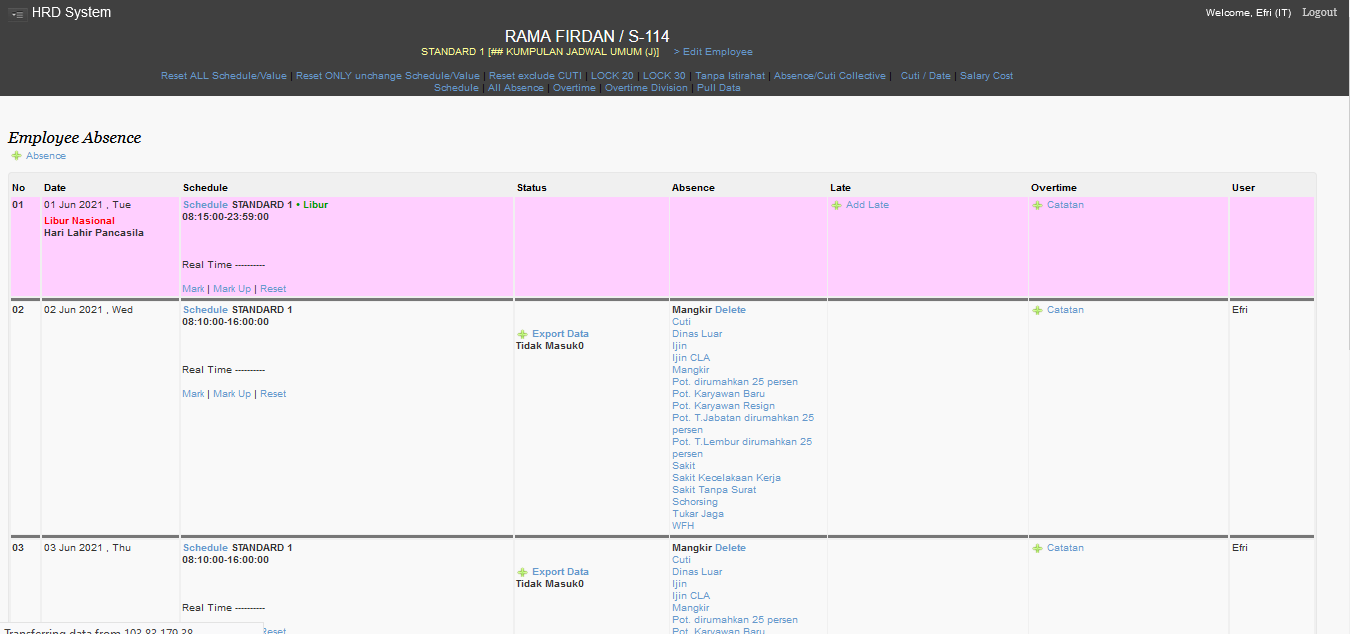 HRD System
Welcome, Efri (IT) Logout
RAMA FIRDAN / S-114
STANDARD 1 [## KUMPULAN JADWAL UMUM (J)] > Edit Employee
Reset ALL Schedule/Value | Reset ONLY unchange Schedule/Value | Reset exclude CUTI | LOCK 20 | LOCK 30 | Tanpa Istirahat | Absence/Cuti Collective | Cuti / Date | Salary Cost
Schedule | All Absence | Overtime | Overtime Division | Pull Data
Employee Absence
Absence
No Date Schedule Status Absence Late Overtime User
01 01 Jun 2021 , Tue Schedule STANDARD 1 • Libur Add Late Catatan
08:15:00-23:59:00
Libur Nasional
Hari Lahir Pancasila
Real Time ----------
Mark | Mark Up | Reset
02 02 Jun 2021 , Wed Schedule STANDARD 1 Mangkir Delete Catatan Efri
08:10:00-16:00:00 Cuti
Export Data Dinas Luar
Tidak Masuk0 Ijin
Ijin CLA
Real Time ---------- Mangkir
Pot. dirumahkan 25 persen
Mark | Mark Up | Reset Pot. Karyawan Baru
Pot. Karyawan Resign
Pot. T.Jabatan dirumahkan 25
persen
Pot. T.Lembur dirumahkan 25
persen
Sakit
Sakit Kecelakaan Kerja
Sakit Tanpa Surat
Schorsing
Tukar Jaga
WFH
03 03 Jun 2021 , Thu Schedule STANDARD 1 Mangkir Delete Catatan Efri
08:10:00-16:00:00 Cuti
Export Data Dinas Luar
Tidak Masuk0 Ijin
Ijin CLA
Real Time ---------- Mangkir
Pot. dirumahkan 25 persen
Transferring data from Reset Pot. Karyawan Baru